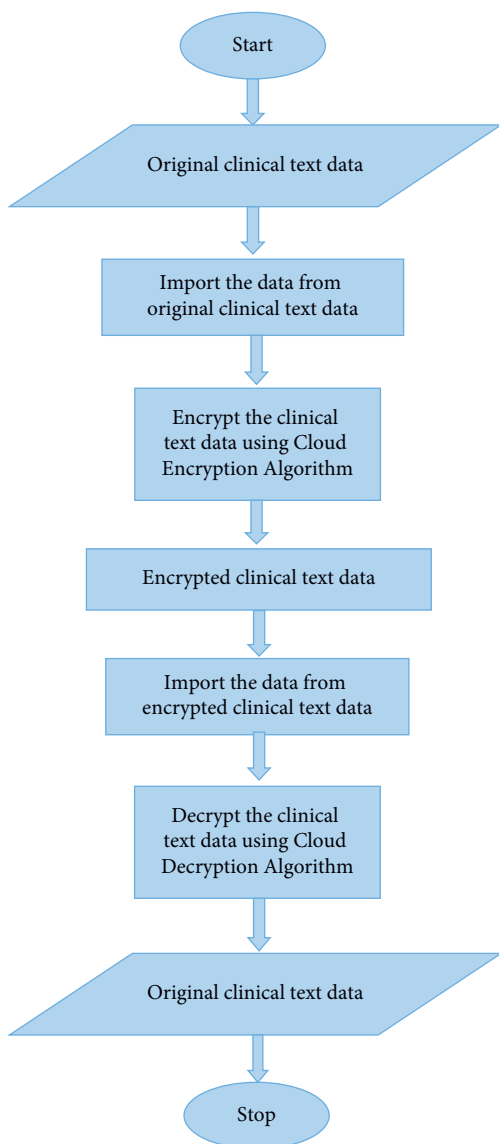 Start
Original clinical text data
Import the data from
original clinical text data
Encrypt the clinical
text data using Cloud
Encryption Algorithm
Encrypted clinical text data
Import the data from
encrypted clinical text data
Decrypt the clinical
text data using Cloud
Decryption Algorithm
Original clinical text data
Stop